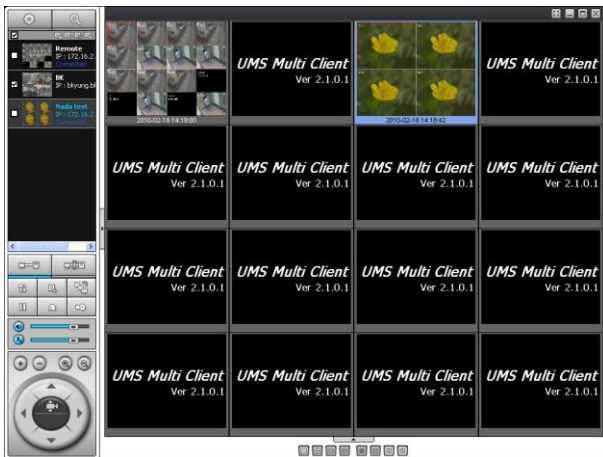 Remote
IP : 172.16.2.
Connected
BK
IP : bkyung.bk
Nada test
IP : 172.16.2
Connected
2010-02-18 14:19:00
UMS Multi Client
Ver 2.1.0.1
2010-02-18 14:18:42
UMS Multi Client
Ver 2.1.0.1
UMS Multi Client
Ver 2.1.0.1
UMS Multi Client
Ver 2.1.0.1
UMS Multi Client
Ver 2.1.0.1
UMS Multi Client
Ver 2.1.0.1
UMS Multi Client
Ver 2.1.0.1
UMS Multi Client
Ver 2.1.0.1
UMS Multi Client
Ver 2.1.0.1
UMS Multi Client
Ver 2.1.0.1
UMS Multi Client
Ver 2.1.0.1
UMS Multi Client
Ver 2.1.0.1
UMS Multi Client
Ver 2.1.0.1
UMS Multi Client
Ver 2.1.0.1